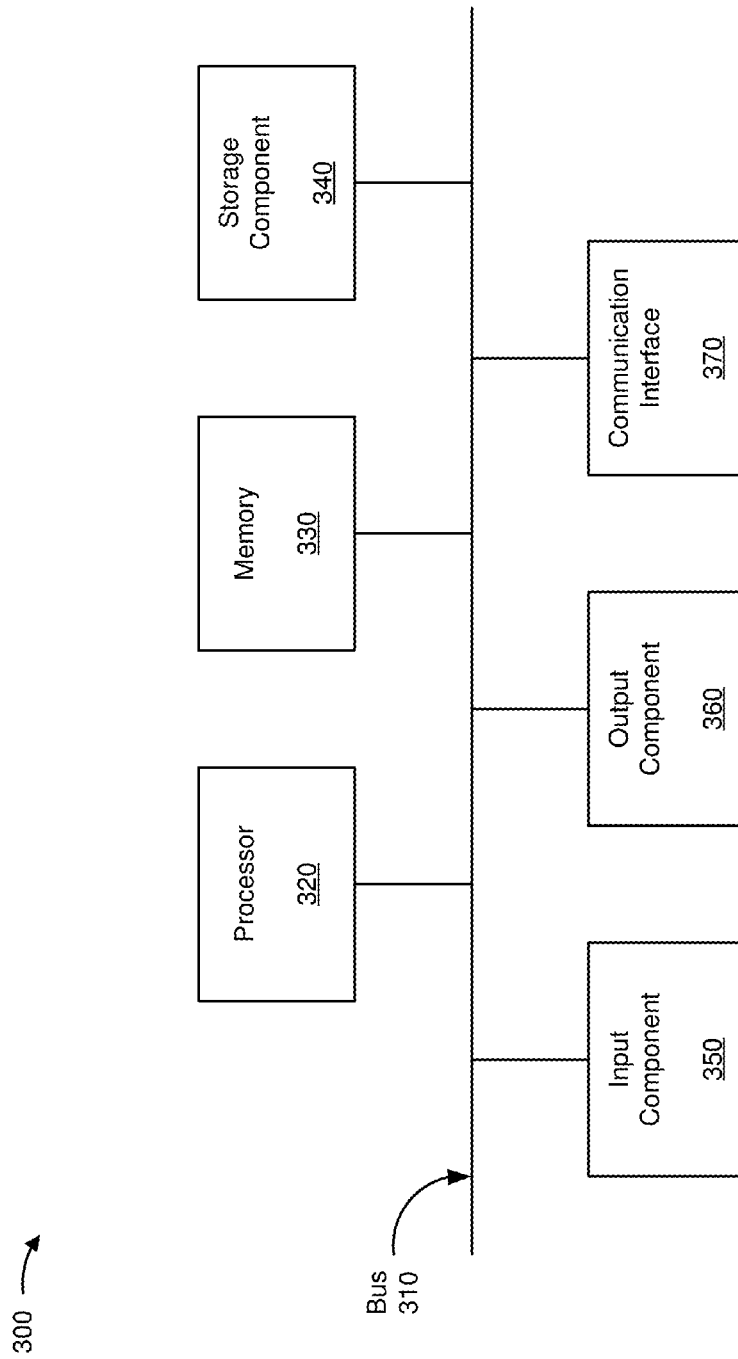 300
Bus
310
Processor
320
Memory
330
Storage
Component
340
Input
Component
350
Output
Component
360
Communication
Interface
370